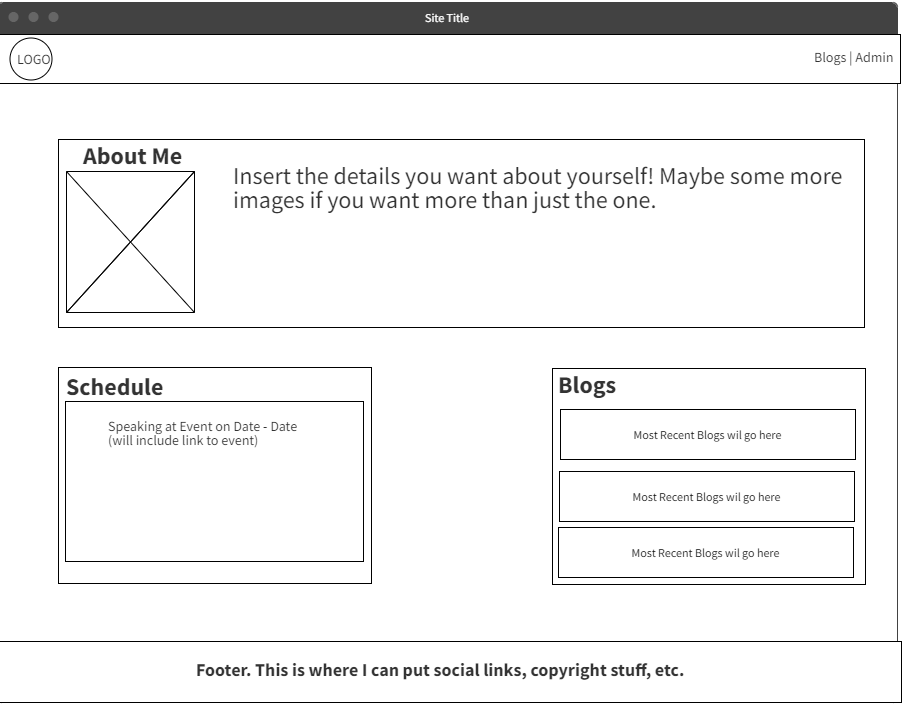 Site Title
LOGO
Blogs | Admin
About Me
Insert the details you want about yourself! Maybe some more
images if you want more than just the one.
Schedule
Speaking at Event on Date - Date
(will include link to event)
Blogs
Most Recent Blogs wil go here
Most Recent Blogs wil go here
Most Recent Blogs wil go here
Footer. This is where I can put social links, copyright stuff, etc.